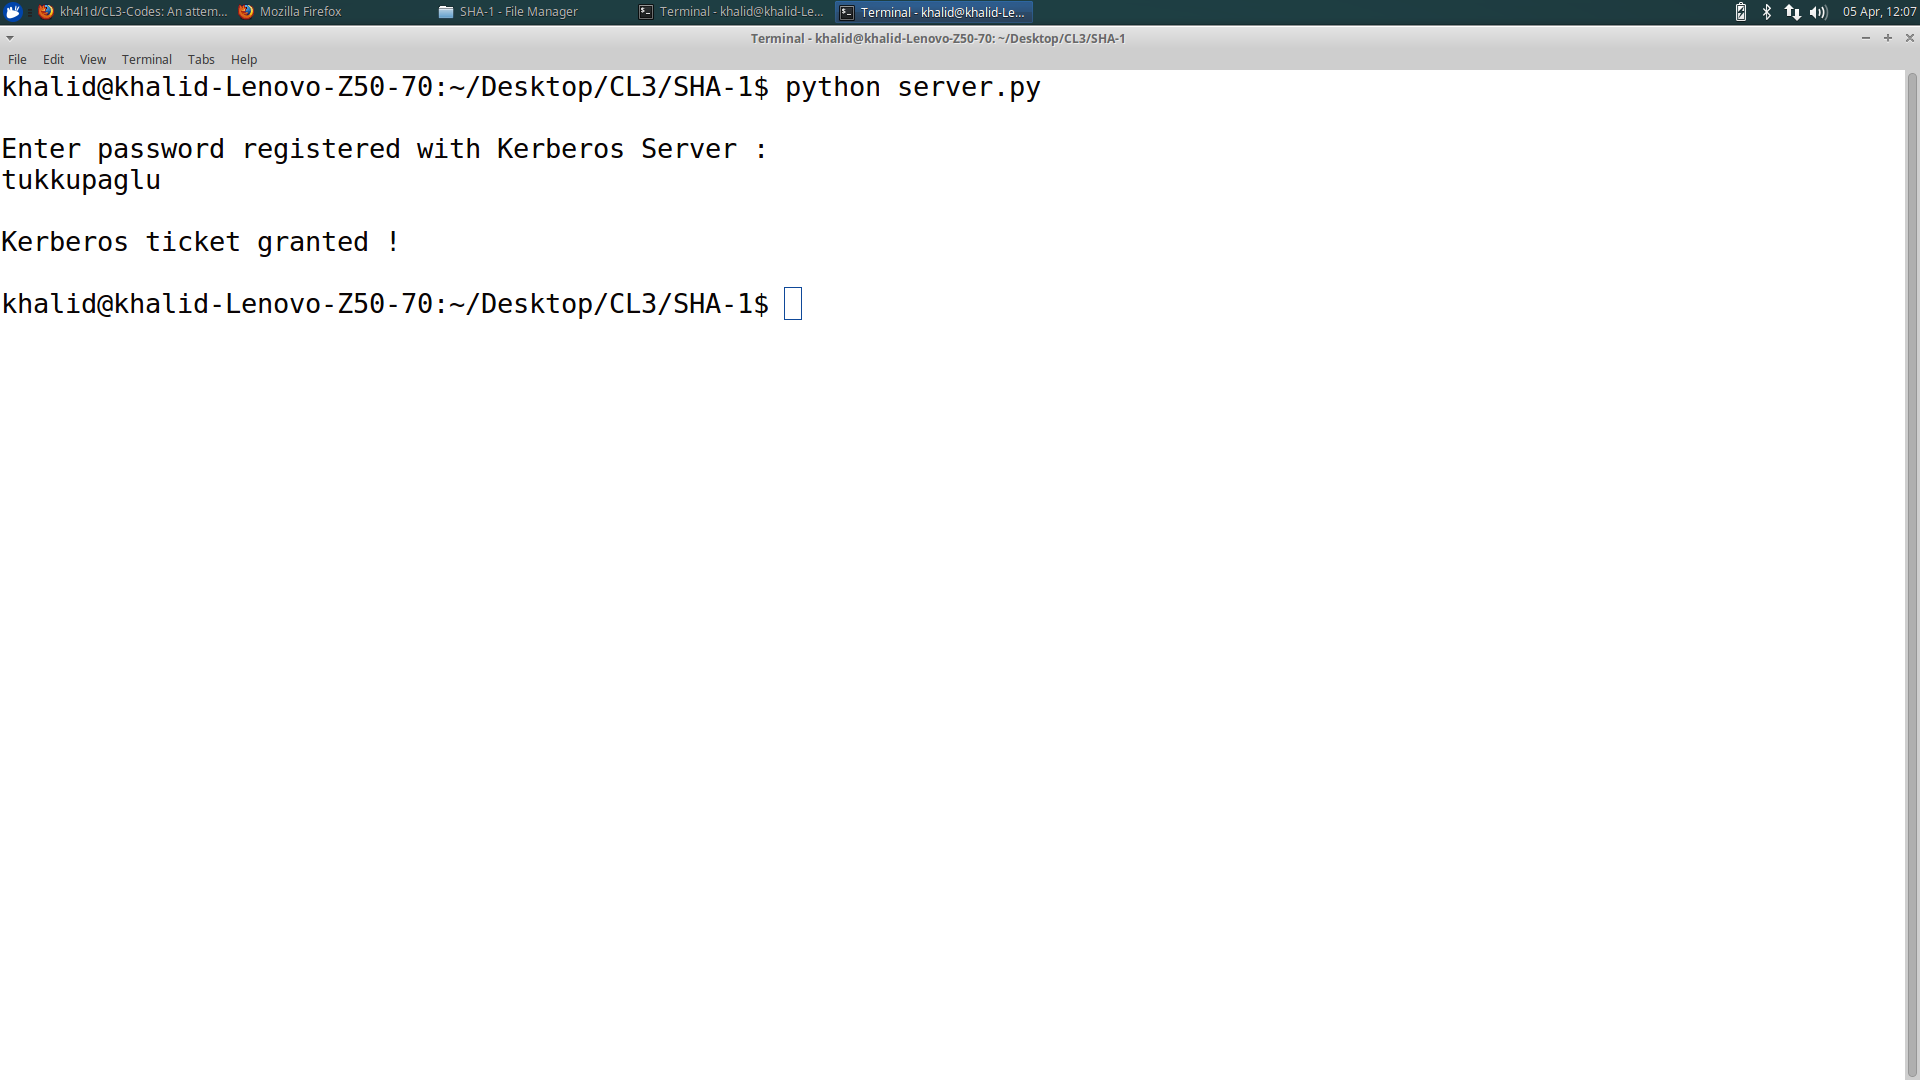 kh4l1d/CL3-Codes: An attem...
Mozilla Firefox
SHA-1 - File Manager
Terminal - khalid@khalid-Le...
Terminal - khalid@khalid-Le...
05 Apr, 12:07
Terminal - khalid@khalid-Lenovo-Z50-70: ~/Desktop/CL3/SHA-1
File Edit View Terminal Tabs Help
khalid@khalid-Lenovo-Z50-70:~/Desktop/CL3/SHA-1$ python server.py
Enter password registered with Kerberos Server :
tukkupaglu
Kerberos ticket granted !
khalid@khalid-Lenovo-Z50-70:~/Desktop/CL3/SHA-1$